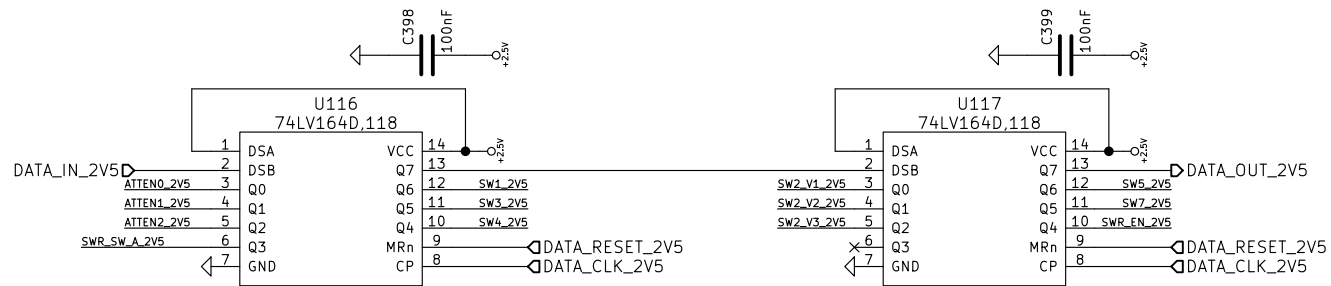 C398
100nF
+2.5V
C399
100nF
+2.5V
U116
74LV164D,118
U117
74LV164D,118
1 DSA VCC 14 +2.5V
DATA_IN_2V5 2 DSB Q7 13
ATTEN0_2V5 3 Q0 Q6 12 SW1_2V5
ATTEN1_2V5 4 Q1 Q5 11 SW3_2V5
ATTEN2_2V5 5 Q2 Q4 10 SW4_2V5
SWR_SW_A_2V5 6 Q3 MRn 9 DATA_RESET_2V5
7 GND CP 8 DATA_CLK_2V5
1 DSA VCC 14 +2.5V
2 DSB Q7 13 DATA_OUT_2V5
SW2_V1_2V5 3 Q0 Q6 12 SW5_2V5
SW2_V2_2V5 4 Q1 Q5 11 SW7_2V5
SW2_V3_2V5 5 Q2 Q4 10 SWR_EN_2V5
6 Q3 MRn 9 DATA_RESET_2V5
7 GND CP 8 DATA_CLK_2V5